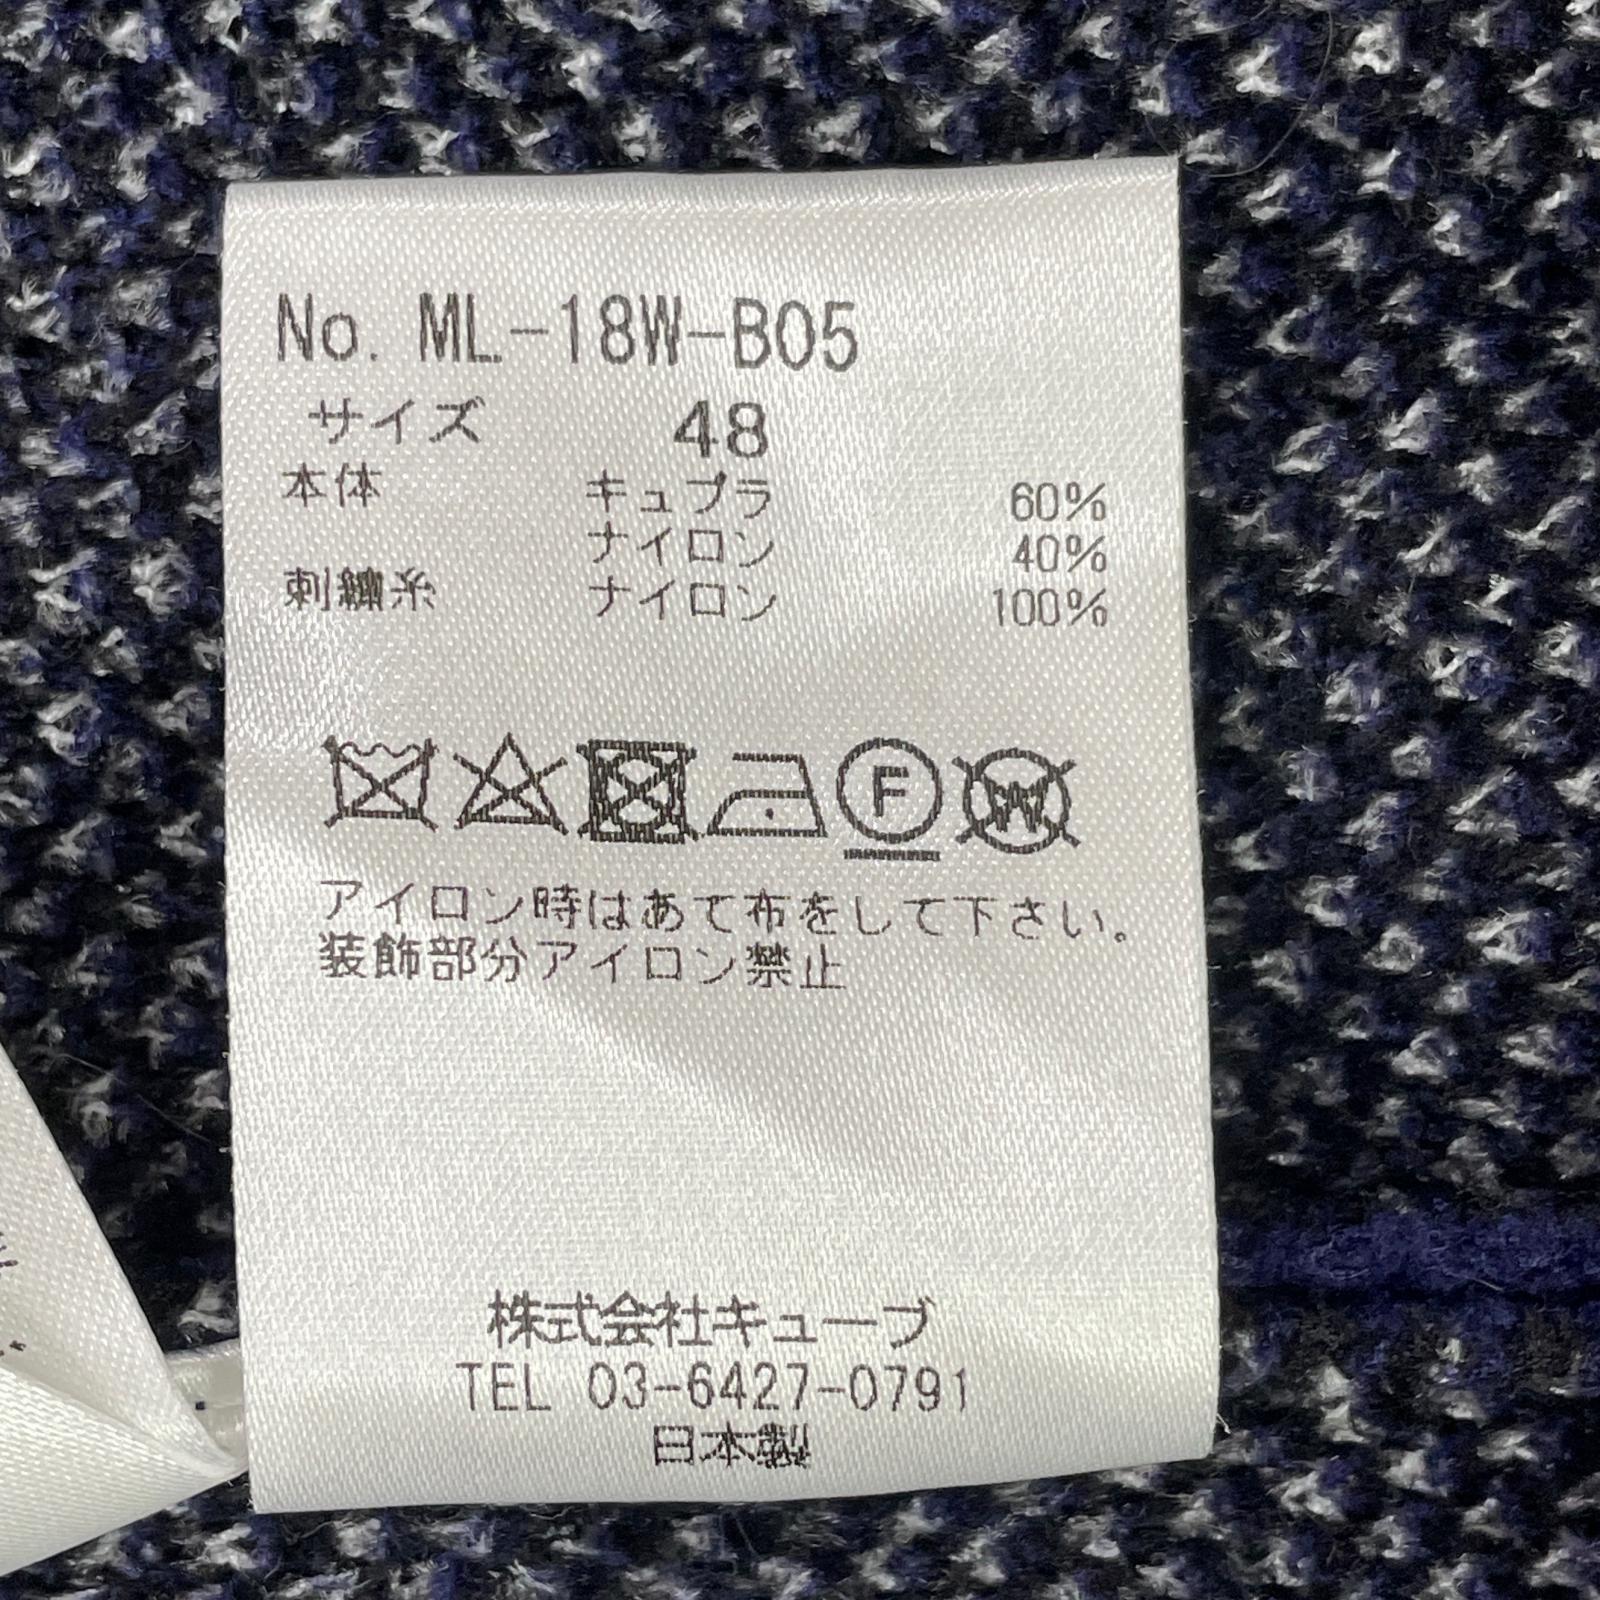 No. ML-18W-B05
サイズ 48
本体 キュプラ 60%
ナイロン 40%
刺繍糸 ナイロン 100%
F W
アイロン時はあて布をして下さい。
装飾部分アイロン禁止
株式会社キューブ
TEL 03-6427-0791
日本製